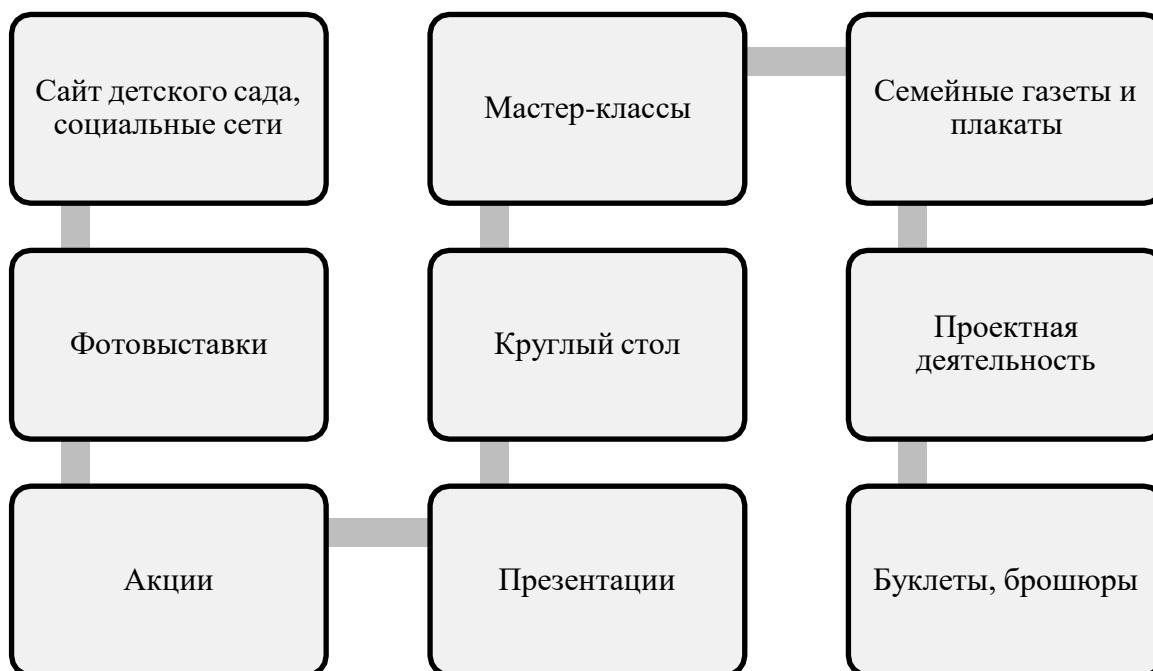 Сайт детского сада,
социальные сети
Фотовыставки
Акции
Презентации
Круглый стол
Мастер-классы
Семейные газеты и
плакаты
Проектная
деятельность
Буклеты, брошюры